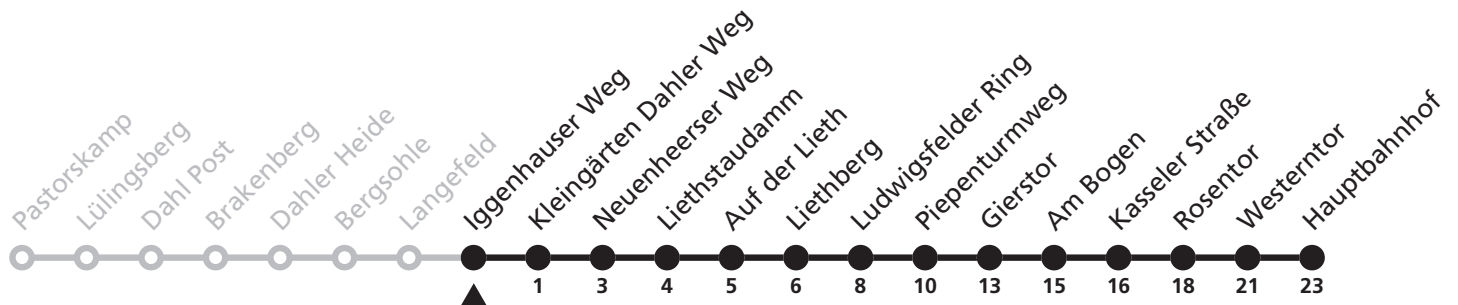 Pastorskamp
Lülingsberg
Dahl Post
Brakenberg
Dahler Heide
Bergsohle
Langefeld
Iggenhauser Weg
Kleingärten Dahler Weg
Neuenheerser Weg
Liethstaudamm
Auf der Lieth
Liethberg
Ludwigsfelder Ring
Piepenturmweg
Gierstor
Am Bogen
Kasseler Straße
Rosentor
Westerntor
Hauptbahnhof
1 3 4 5 6 8 10 13 15 16 18 21 23